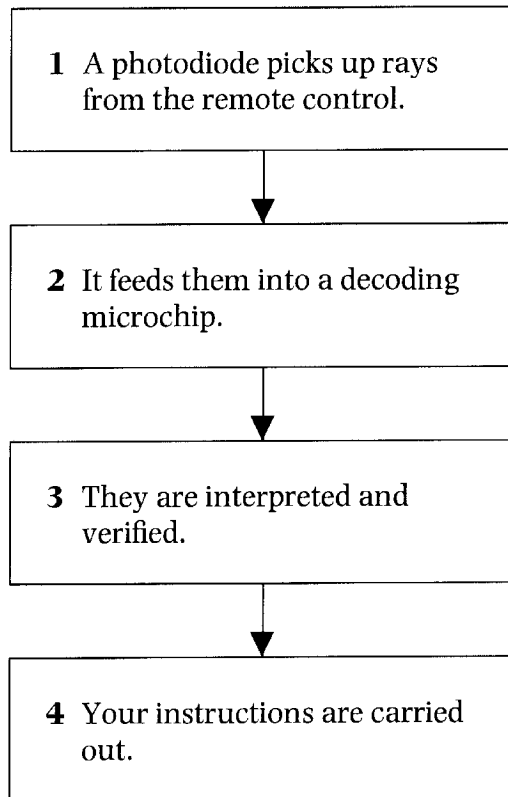 1 A photodiode picks up rays
from the remote control.
2 It feeds them into a decoding
microchip.
3 They are interpreted and
verified.
4 Your instructions are carried
out.